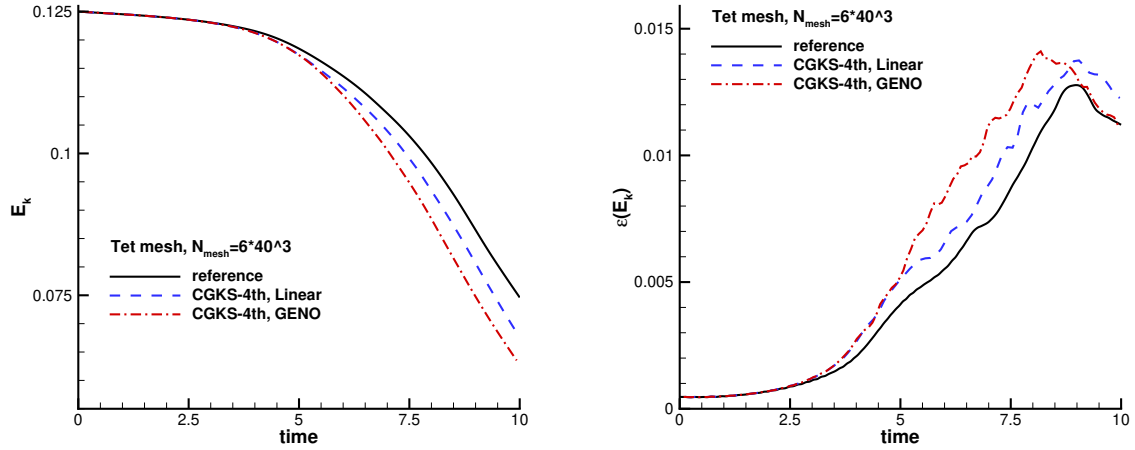 0.125
0.1
0.075
E_k
Tet mesh, N_mesh=6*40^3
reference
CGKS-4th, Linear
CGKS-4th, GENO
0 2.5 5 7.5 10
time
Tet mesh, N_mesh=6*40^3
reference
CGKS-4th, Linear
CGKS-4th, GENO
0.015
0.01
0.005
0
ε(E_k)
0 2.5 5 7.5 10
time